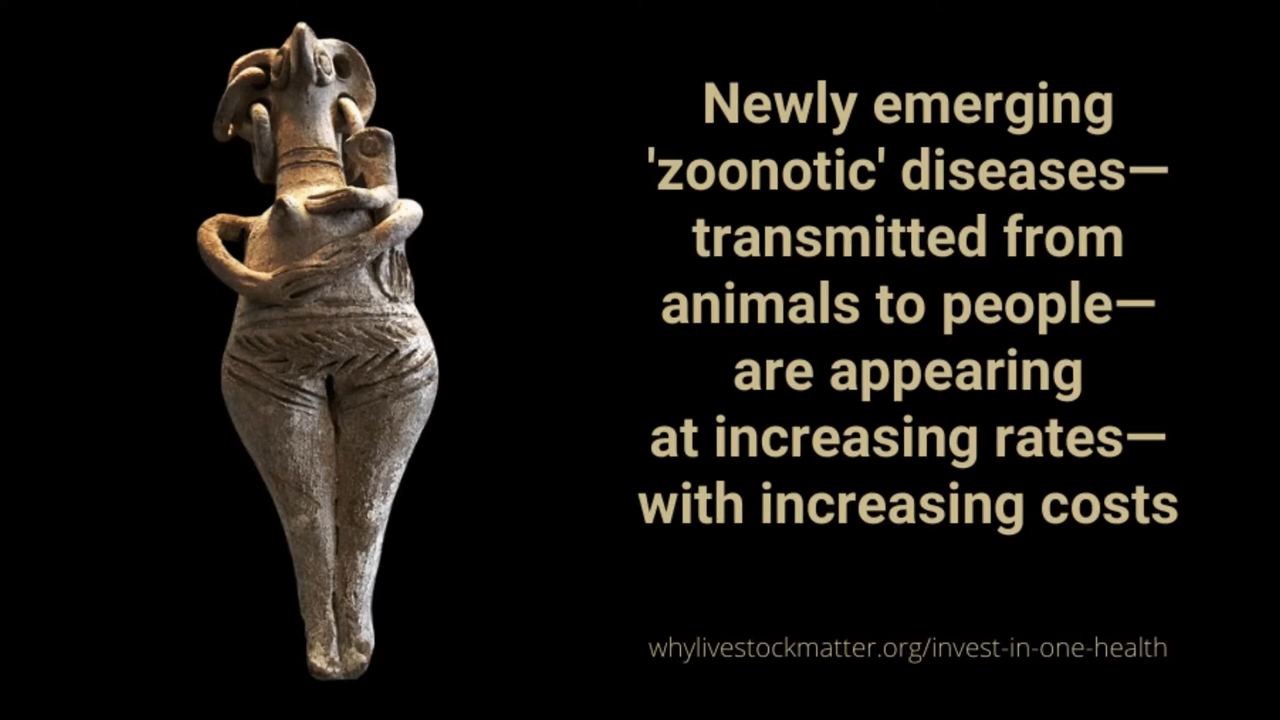 Newly emerging
'zoonotic' diseases—
transmitted from
animals to people—
are appearing
at increasing rates—
with increasing costs
whylivestockmatter.org/invest-in-one-health